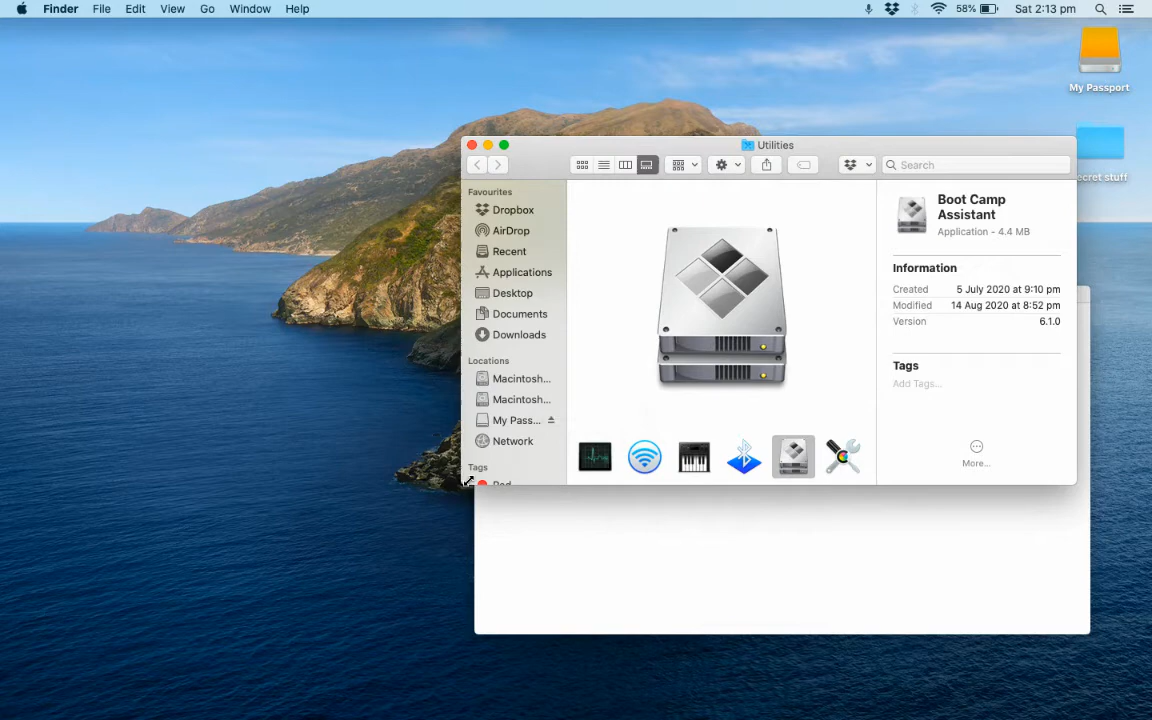 Finder File Edit View Go Window Help 58% Sat 2:13 pm
My Passport
ecret stuff
Utilities
Search
Favourites
Dropbox
AirDrop
Recent
Applications
Desktop
Documents
Downloads
Locations
Macintosh...
Macintosh...
My Pass...
Network
Tags
Red
Boot Camp
Assistant
Application - 4.4 MB
Information
Created 5 July 2020 at 9:10 pm
Modified 14 Aug 2020 at 8:52 pm
Version 6.1.0
Tags
Add Tags...
More...